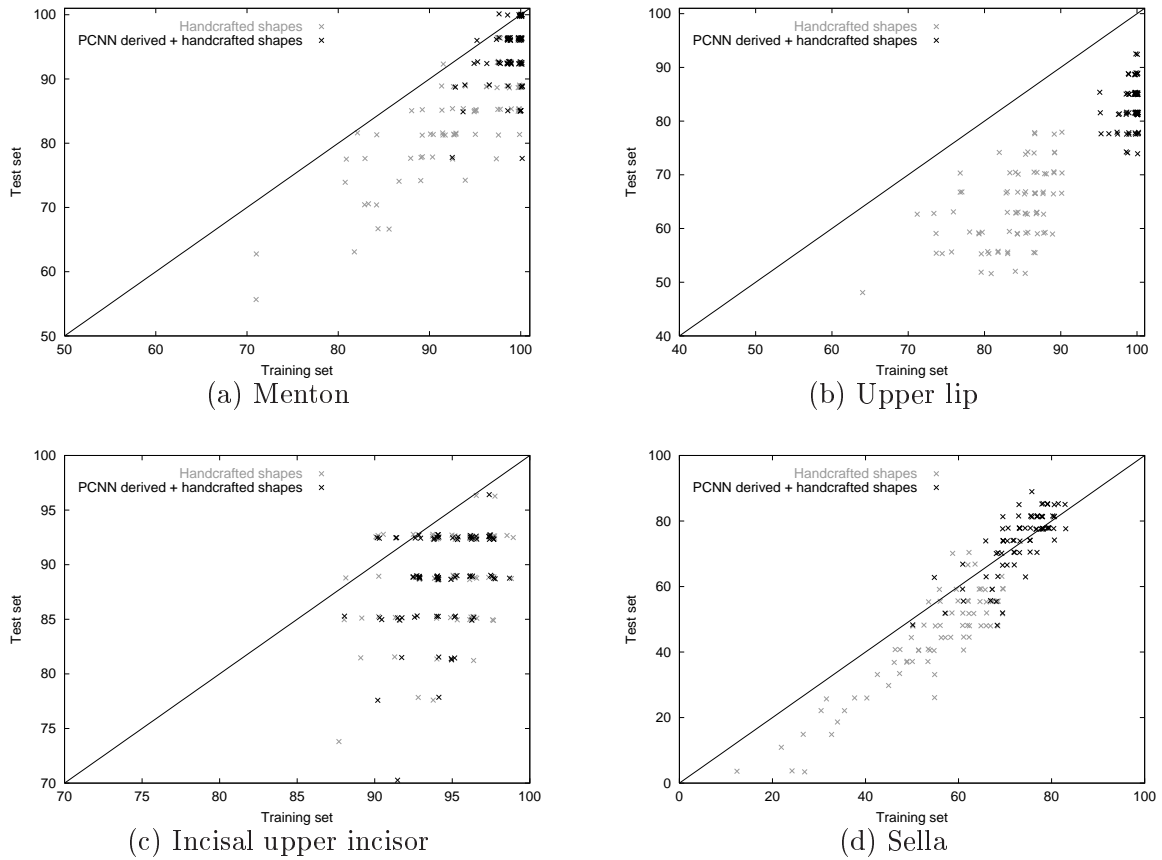 100
90
80
70
60
50
50 60 70 80 90 100
Test set
Training set
Handcrafted shapes
PCNN derived + handcrafted shapes
(a) Menton
100
90
80
70
60
50
40
40 50 60 70 80 90 100
Test set
Training set
Handcrafted shapes
PCNN derived + handcrafted shapes
(b) Upper lip
100
95
90
85
80
75
70
70 75 80 85 90 95 100
Test set
Training set
Handcrafted shapes
PCNN derived + handcrafted shapes
(c) Incisal upper incisor
100
80
60
40
20
0
0 20 40 60 80 100
Test set
Training set
Handcrafted shapes
PCNN derived + handcrafted shapes
(d) Sella